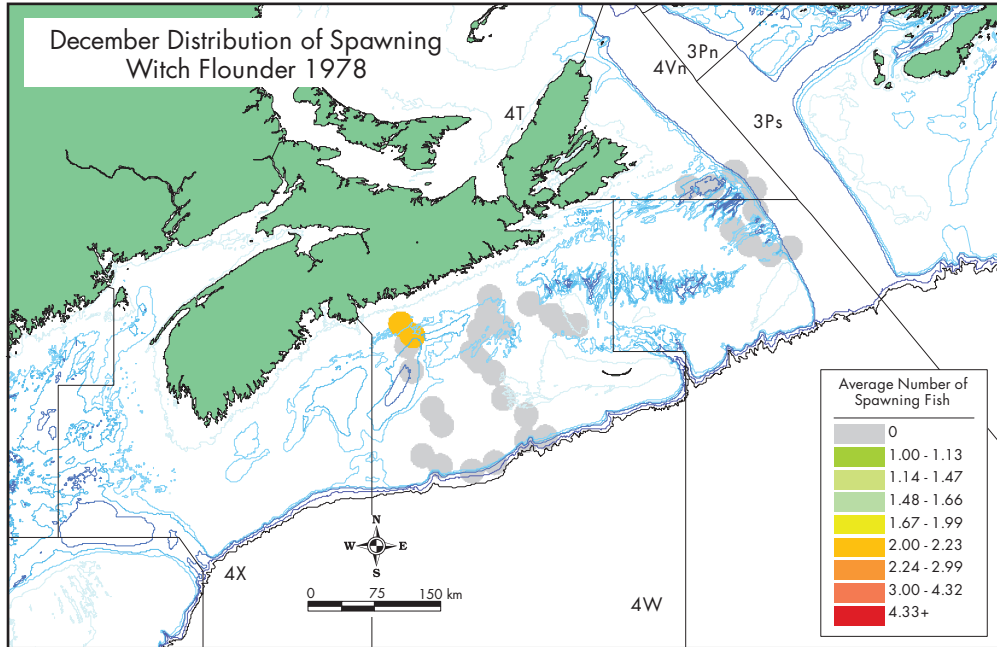 December Distribution of Spawning
Witch Flounder 1978
3Pn
4Vn
4T
3Ps
Average Number of
Spawning Fish
0
1.00 - 1.13
1.14 - 1.47
1.48 - 1.66
1.67 - 1.99
2.00 - 2.23
2.24 - 2.99
3.00 - 4.32
4.33+
N
W E
S
4X
0 75 150 km
4W